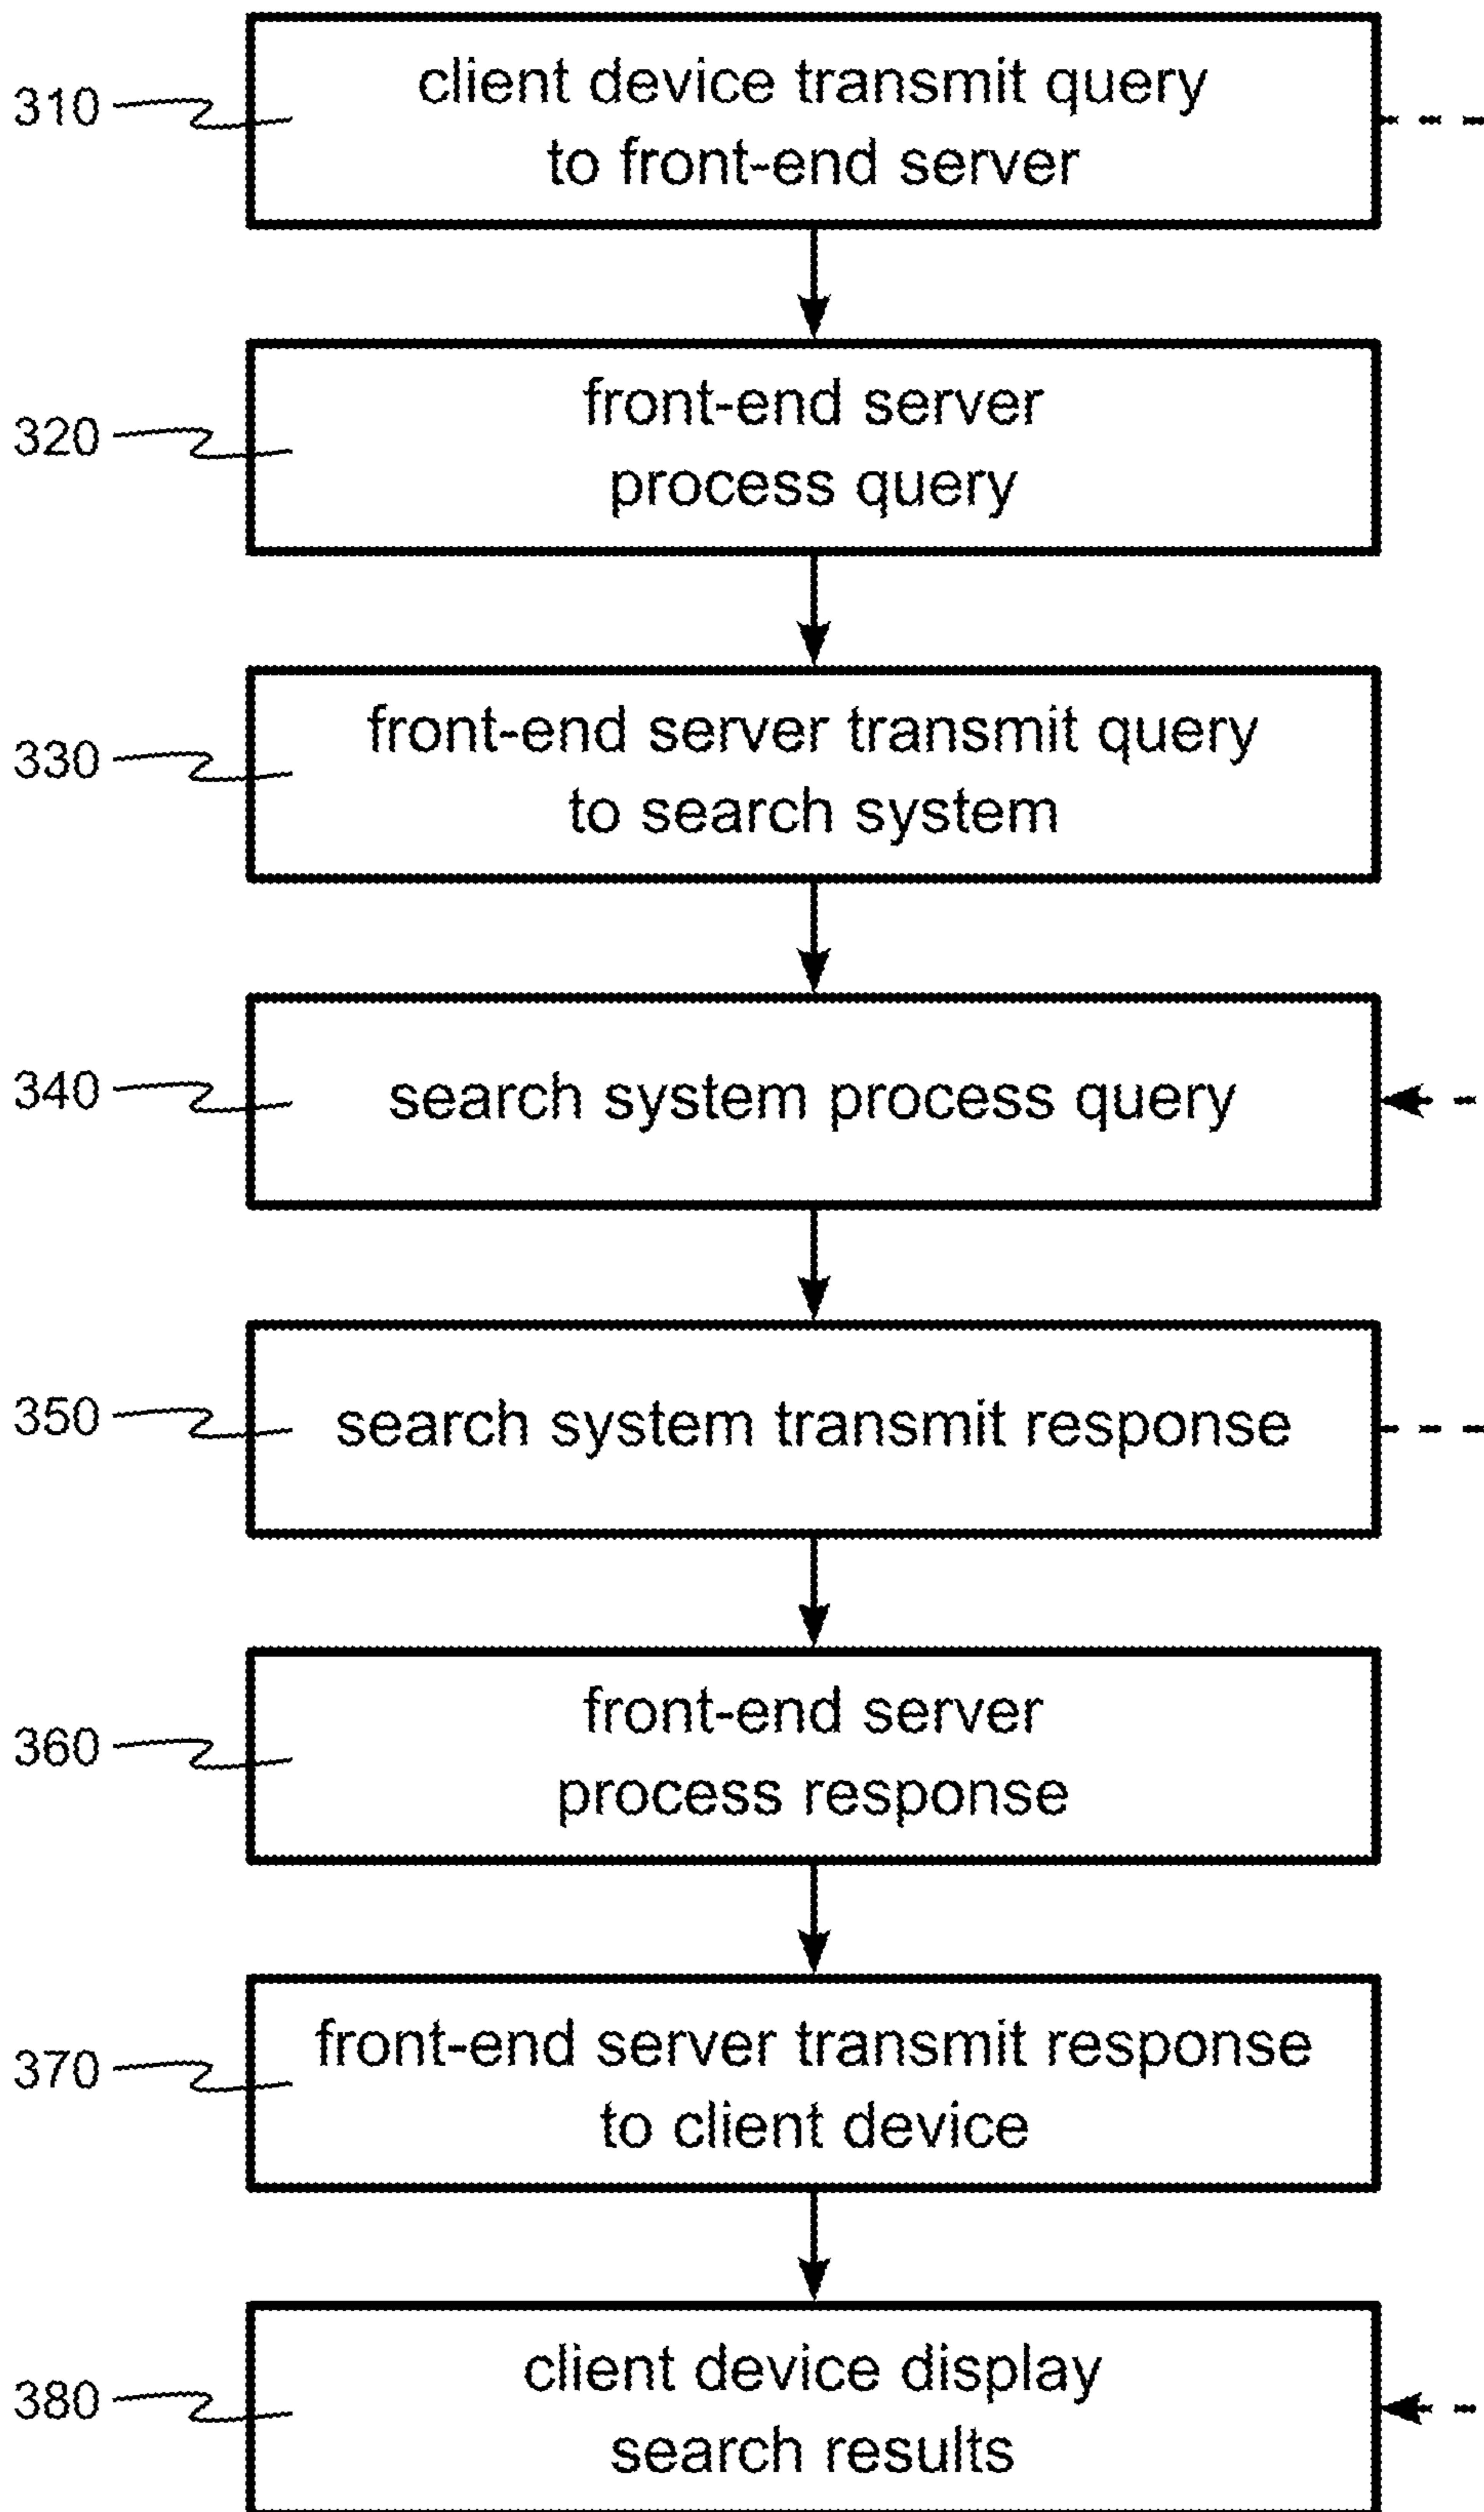 310
client device transmit query
to front-end server
320
front-end server
process query
330
front-end server transmit query
to search system
340
search system process query
350
search system transmit response
360
front-end server
process response
370
front-end server transmit response
to client device
380
client device display
search results